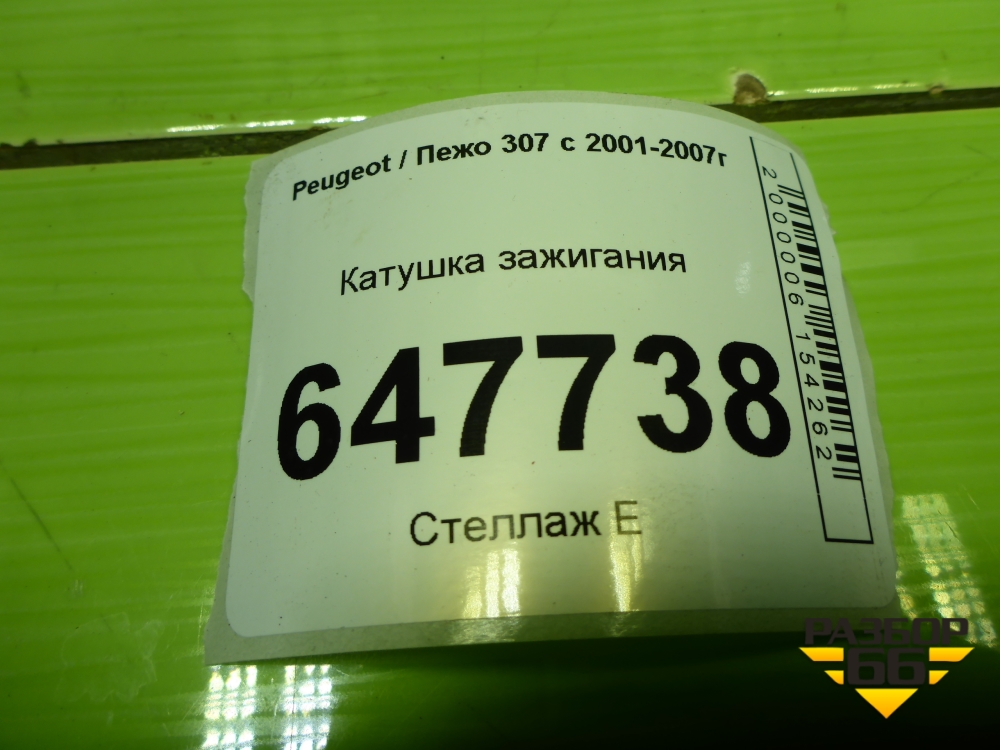 Peugeot / Пежо 307 с 2001-2007г
Катушка зажигания
647738
Стеллаж Е
2000006154262
РАЗБОР
66